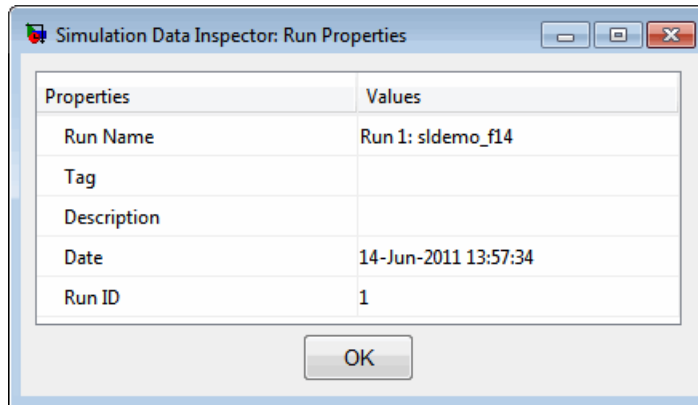 Simulation Data Inspector: Run Properties
Properties Values
Run Name Run 1: sldemo_f14
Tag
Description
Date 14-Jun-2011 13:57:34
Run ID 1
OK